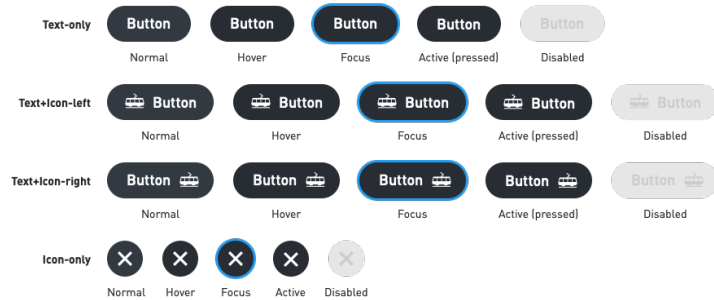 Text-only Button Button Button Button Button
Normal Hover Focus Active (pressed) Disabled
Text+Icon-left Button Button Button Button Button
Normal Hover Focus Active (pressed) Disabled
Text+Icon-right Button Button Button Button Button
Normal Hover Focus Active (pressed) Disabled
Icon-only
Normal Hover Focus Active Disabled